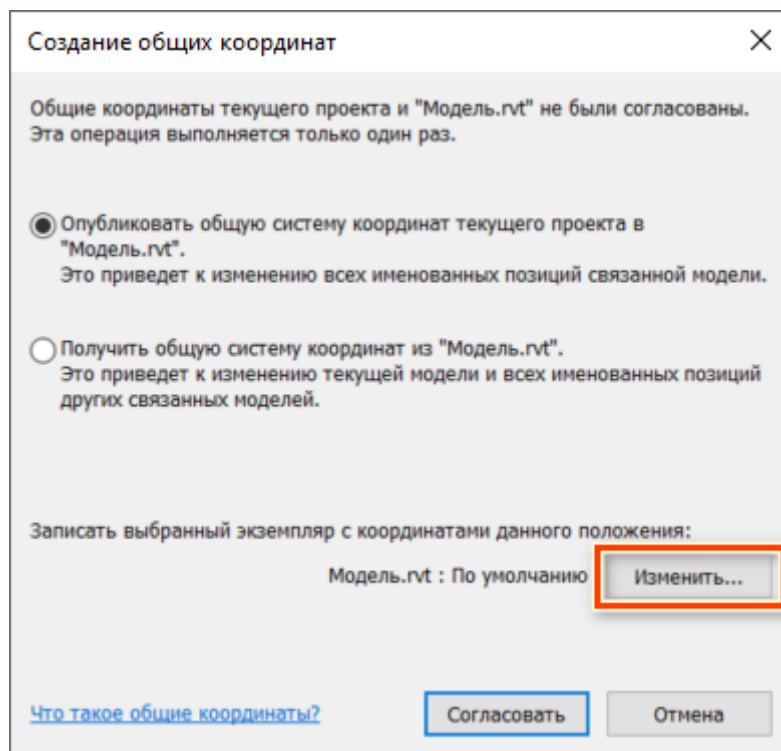 Создание общих координат
Общие координаты текущего проекта и "Модель.rvt" не были согласованы.
Эта операция выполняется только один раз.
Опубликовать общую систему координат текущего проекта в
"Модель.rvt".
Это приведет к изменению всех именованных позиций связанной модели.
Получить общую систему координат из "Модель.rvt".
Это приведет к изменению текущей модели и всех именованных позиций
других связанных моделей.
Записать выбранный экземпляр с координатами данного положения:
Модель.rvt : По умолчанию Изменить...
Что такое общие координаты? Согласовать Отмена